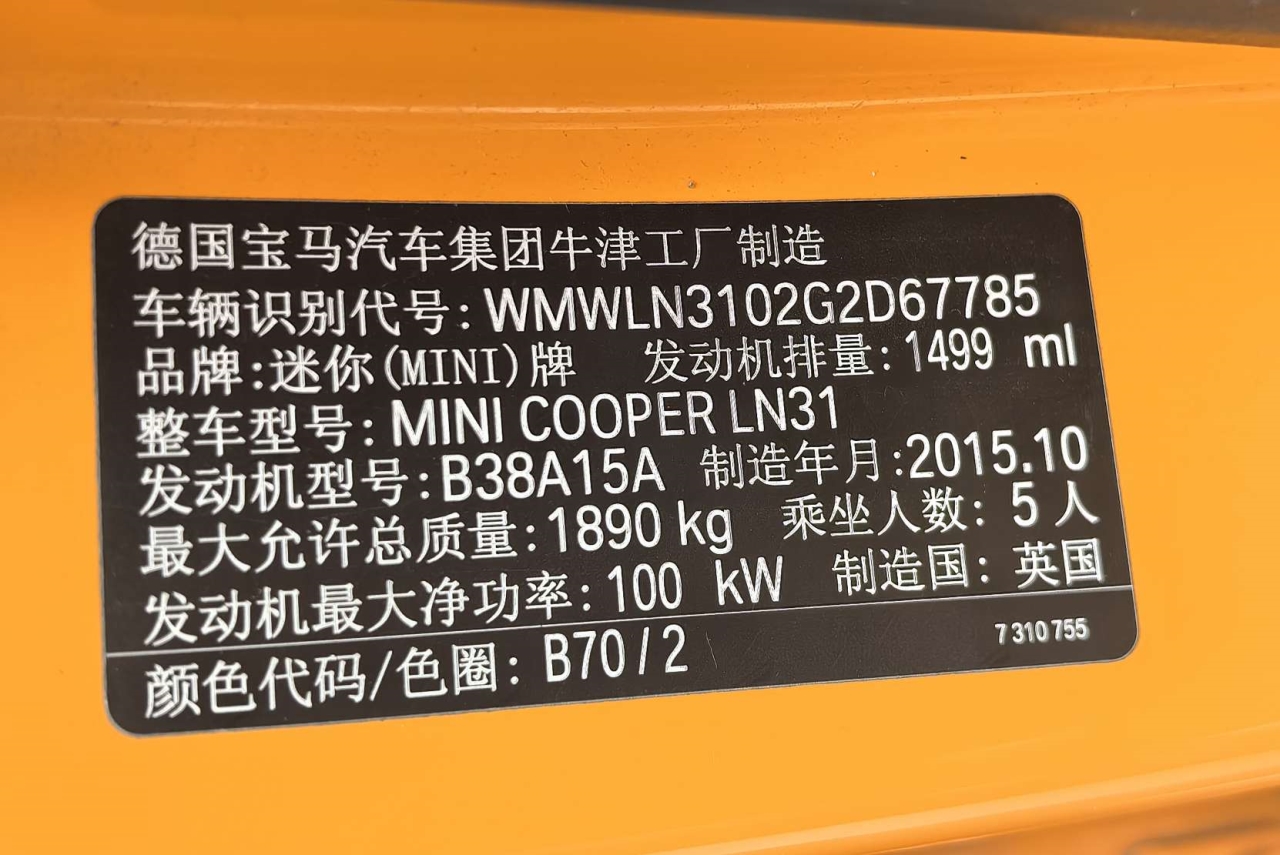 德国宝马汽车集团牛津工厂制造
车辆识别代号:WMWLN3102G2D67785
品牌:迷你(MINI)牌 发动机排量:1499 ml
整车型号:MINI COOPER LN31
发动机型号:B38A15A 制造年月:2015.10
最大允许总质量:1890 kg 乘坐人数: 5人
发动机最大净功率:100 kW 制造国: 英国
颜色代码/色圈: B70/2 7 310 755